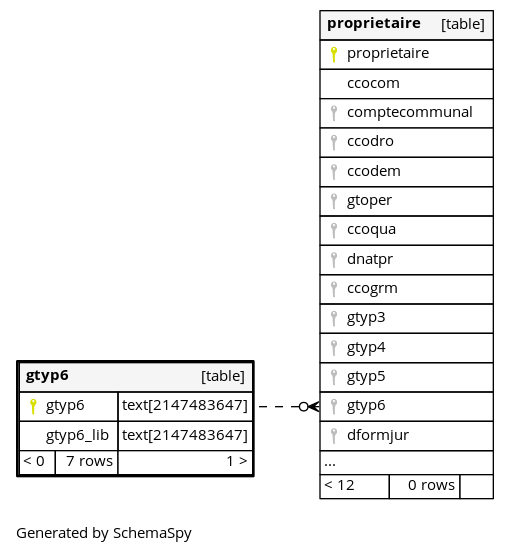 proprietaire [table]
proprietaire
ccocom
comptecommunal
ccodro
ccodem
gtoper
ccoqua
dnatpr
ccogrm
gtyp3
gtyp4
gtyp5
gtyp6
dformjur
...
< 12 0 rows
gtyp6 [table]
gtyp6 text[2147483647]
gtyp6_lib text[2147483647]
< 0 7 rows 1 >
Generated by SchemaSpy